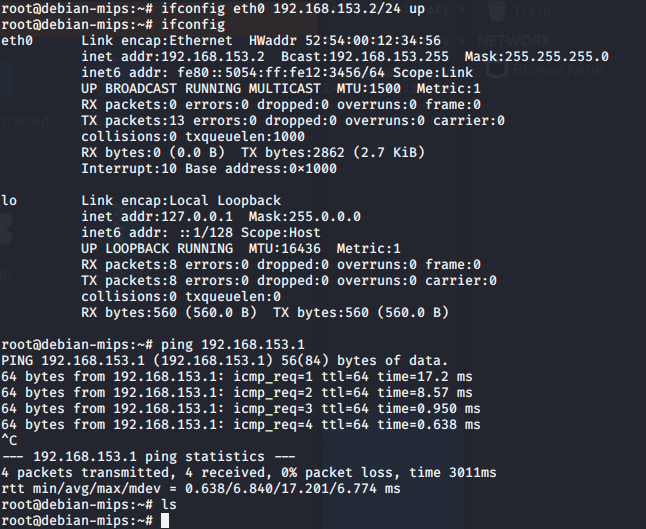 root@debian-mips:~# ifconfig eth0 192.168.153.2/24 up
root@debian-mips:~# ifconfig
eth0      Link encap:Ethernet  HWaddr 52:54:00:12:34:56
          inet addr:192.168.153.2  Bcast:192.168.153.255  Mask:255.255.255.0
          inet6 addr: fe80::5054:ff:fe12:3456/64 Scope:Link
          UP BROADCAST RUNNING MULTICAST  MTU:1500  Metric:1
          RX packets:0 errors:0 dropped:0 overruns:0 frame:0
          TX packets:13 errors:0 dropped:0 overruns:0 carrier:0
          collisions:0 txqueuelen:1000
          RX bytes:0 (0.0 B)  TX bytes:2862 (2.7 KiB)
          Interrupt:10 Base address:0×1000
lo        Link encap:Local Loopback
          inet addr:127.0.0.1  Mask:255.0.0.0
          inet6 addr: ::1/128 Scope:Host
          UP LOOPBACK RUNNING  MTU:16436  Metric:1
          RX packets:8 errors:0 dropped:0 overruns:0 frame:0
          TX packets:8 errors:0 dropped:0 overruns:0 carrier:0
          collisions:0 txqueuelen:0
          RX bytes:560 (560.0 B)  TX bytes:560 (560.0 B)
root@debian-mips:~# ping 192.168.153.1
PING 192.168.153.1 (192.168.153.1) 56(84) bytes of data.
64 bytes from 192.168.153.1: icmp_req=1 ttl=64 time=17.2 ms
64 bytes from 192.168.153.1: icmp_req=2 ttl=64 time=8.57 ms
64 bytes from 192.168.153.1: icmp_req=3 ttl=64 time=0.950 ms
64 bytes from 192.168.153.1: icmp_req=4 ttl=64 time=0.638 ms
^C
--- 192.168.153.1 ping statistics ---
4 packets transmitted, 4 received, 0% packet loss, time 3011ms
rtt min/avg/max/mdev = 0.638/6.840/17.201/6.774 ms
root@debian-mips:~# ls
root@debian-mips:~#
Trash
NETWORK